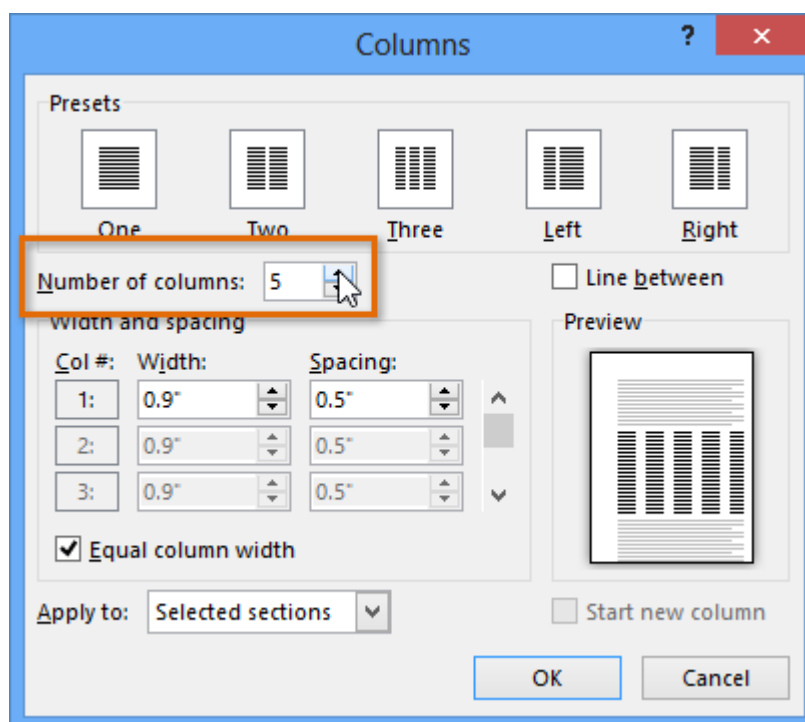 Columns ? ×
Presets
One Two Three Left Right
Number of columns: 5
Line between
Width and spacing
Preview
Col #: Width: Spacing:
1: 0.9" 0.5"
2: 0.9" 0.5"
3: 0.9" 0.5"
Equal column width
Apply to: Selected sections
Start new column
OK Cancel